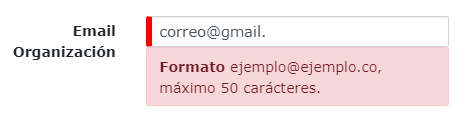 Email
Organización
correo@gmail.
Formato ejemplo@ejemplo.co,
máximo 50 carácteres.